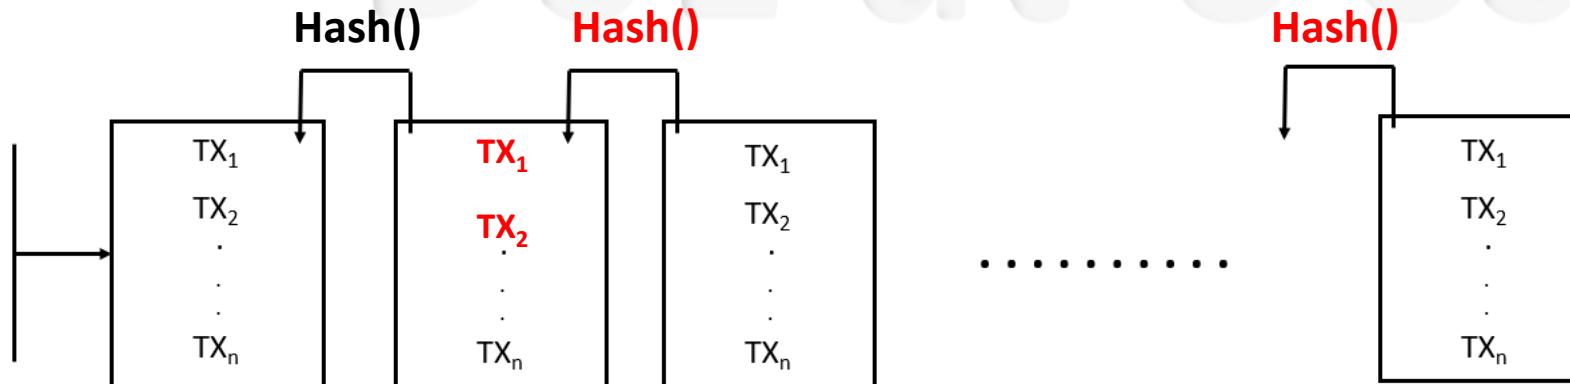 Hash() Hash() Hash()
TX₁ TX₁ TX₁ TX₁
TX₂ TX₂ TX₂ TX₂
TXₙ TXₙ TXₙ TXₙ